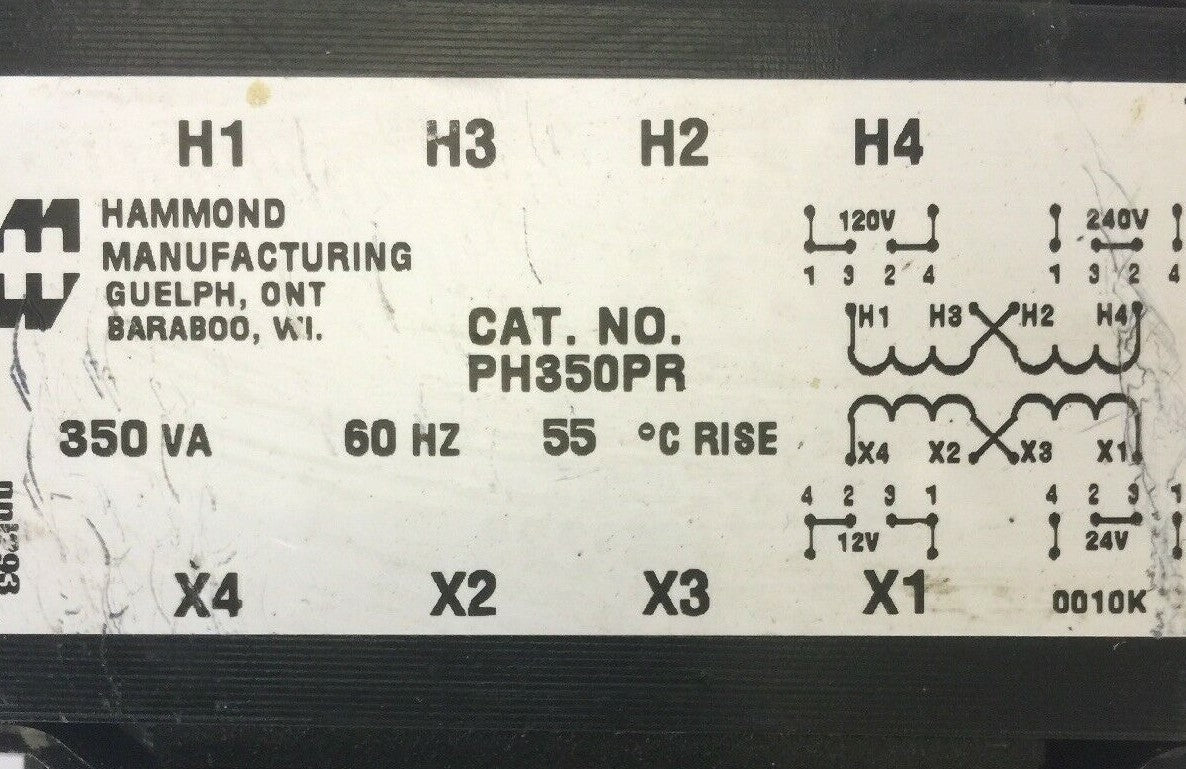 H1 H3 H2 H4
HAMMOND
MANUFACTURING
GUELPH, ONT
BARABOO, WI.
CAT. NO.
PH350PR
350 VA 60 HZ 55 °C RISE
X4 X2 X3 X1
120V 240V
1 3 2 4 1 3 2 4
H1 H3 H2 H4
X4 X2 X3 X1
4 2 3 1 4 2 3 1
12V 24V
0010K